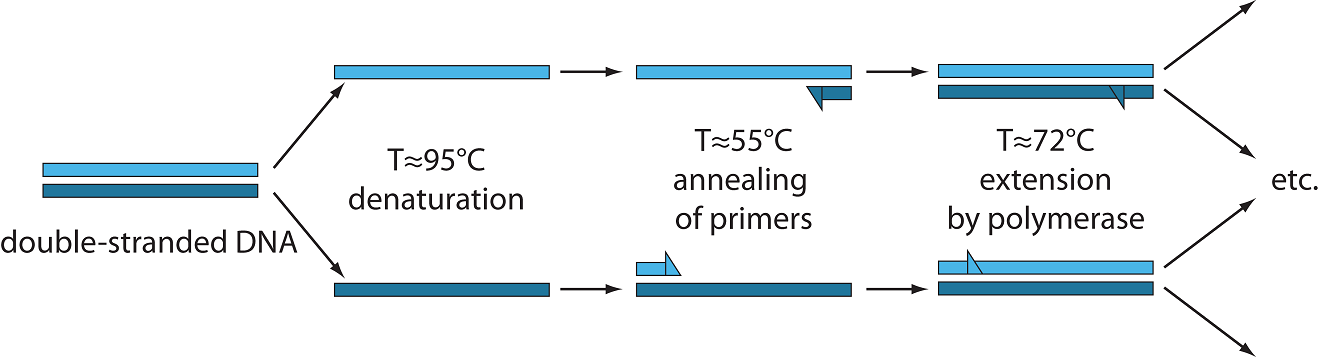 double-stranded DNA
T≈95°C
denaturation
T≈55°C
annealing
of primers
T≈72°C
extension
by polymerase
etc.